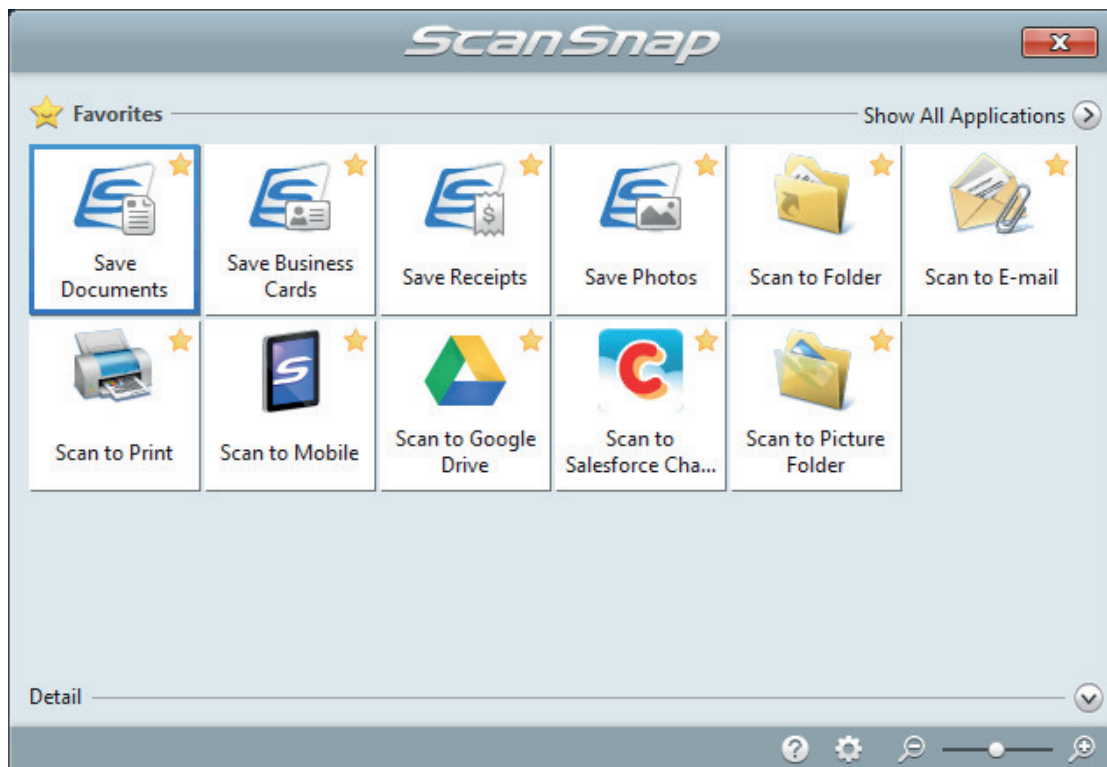 ScanSnap
Favorites
Show All Applications
Save
Documents
Save Business
Cards
Save Receipts
Save Photos
Scan to Folder
Scan to E-mail
Scan to Print
Scan to Mobile
Scan to Google
Drive
Scan to
Salesforce Cha...
Scan to Picture
Folder
Detail